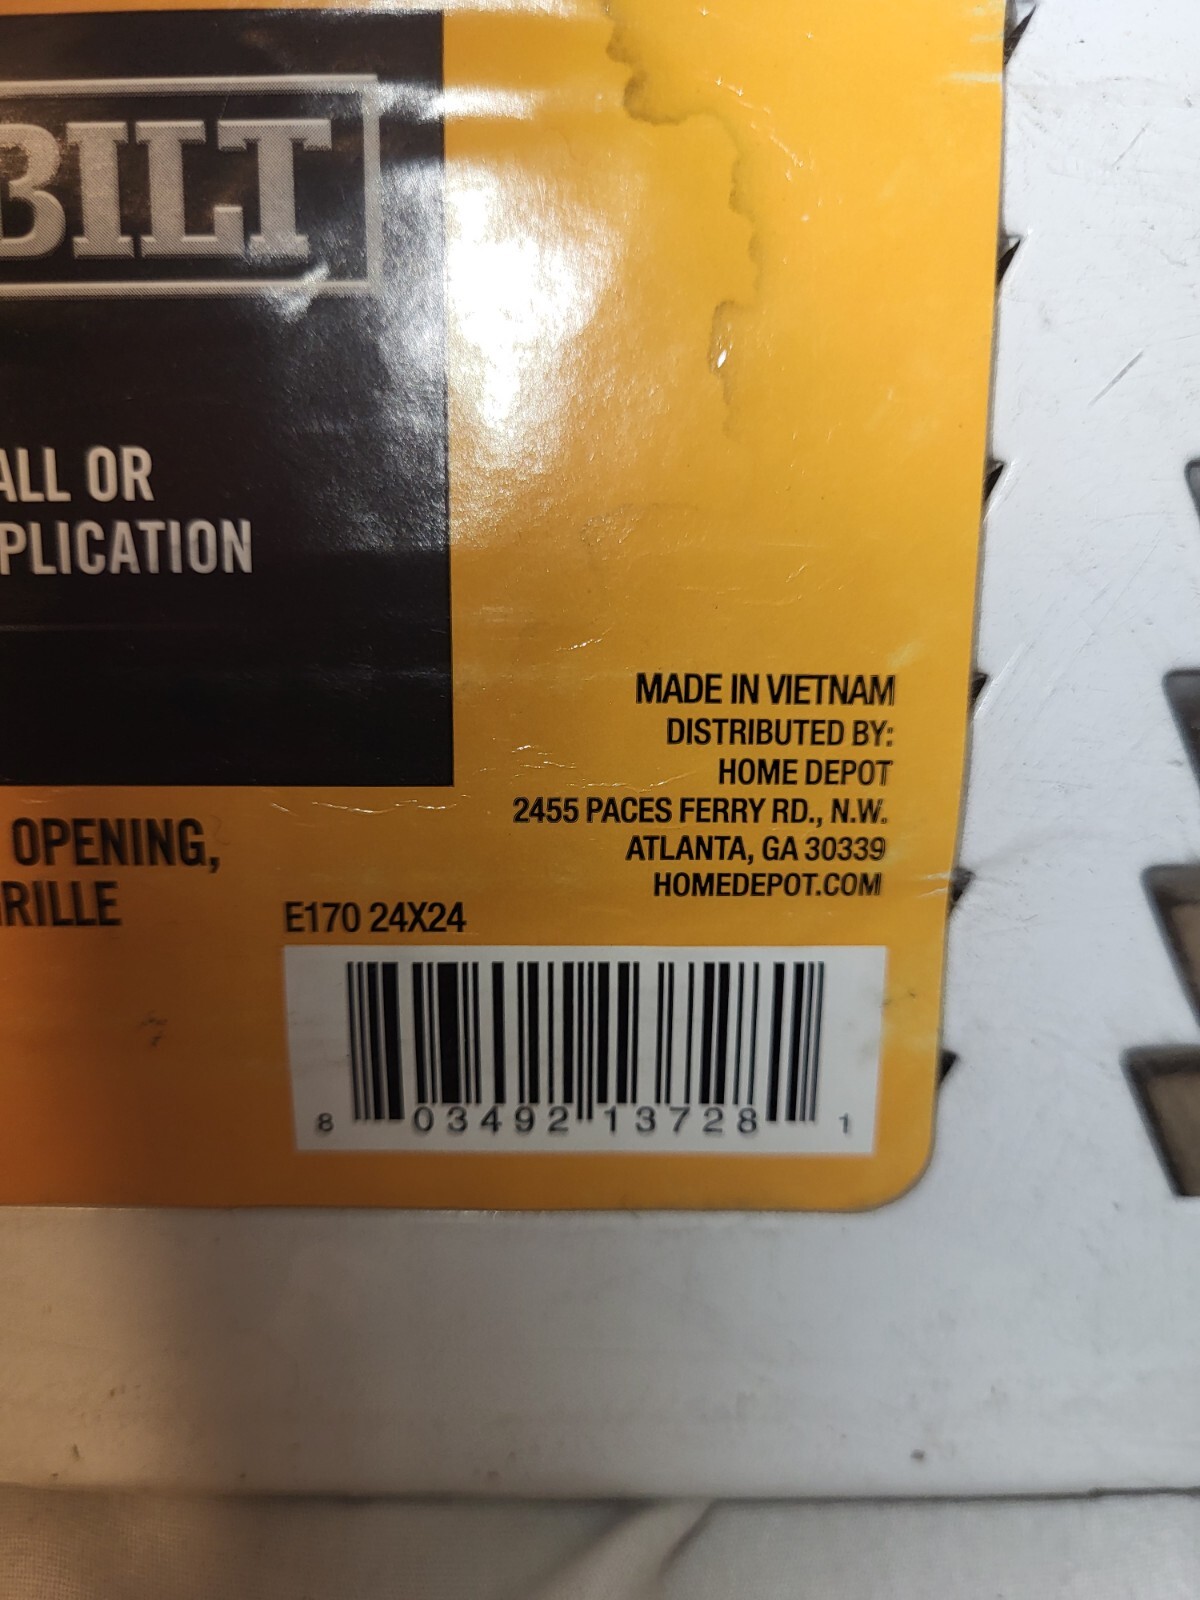 BILT
ALL OR
PLICATION
MADE IN VIETNAM
DISTRIBUTED BY:
HOME DEPOT
2455 PACES FERRY RD., N.W.
ATLANTA, GA 30339
HOMEDEPOT.COM
OPENING,
RILLE
E170 24X24
8 03492 13728 1